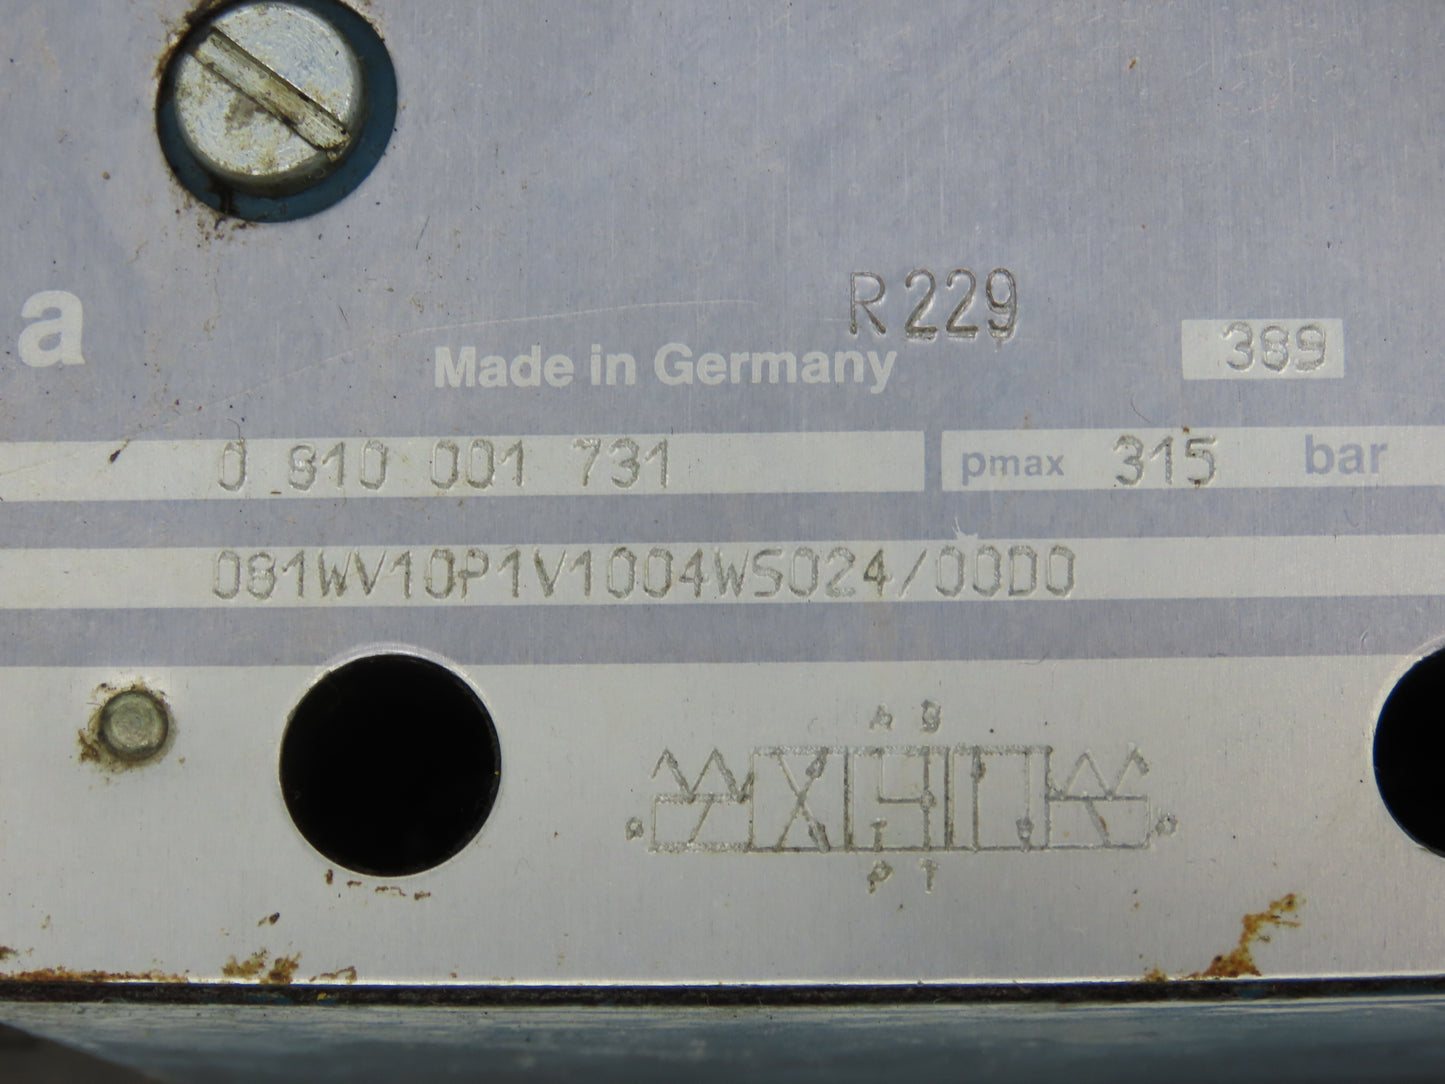 R229
a
Made in Germany
389
0 810 001 731
pmax 315 bar
081WV10P1V1004WS024/00D0
A B
a b
P T